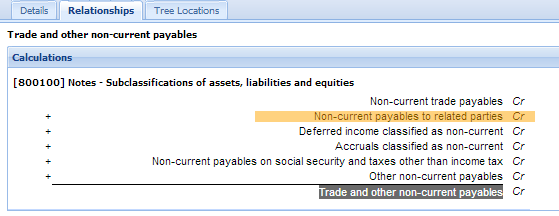 Details Relationships Tree Locations
Trade and other non-current payables
Calculations
[800100] Notes - Subclassifications of assets, liabilities and equities
Non-current trade payables Cr
+ Non-current payables to related parties Cr
+ Deferred income classified as non-current Cr
+ Accruals classified as non-current Cr
+ Non-current payables on social security and taxes other than income tax Cr
+ Other non-current payables Cr
Trade and other non-current payables Cr